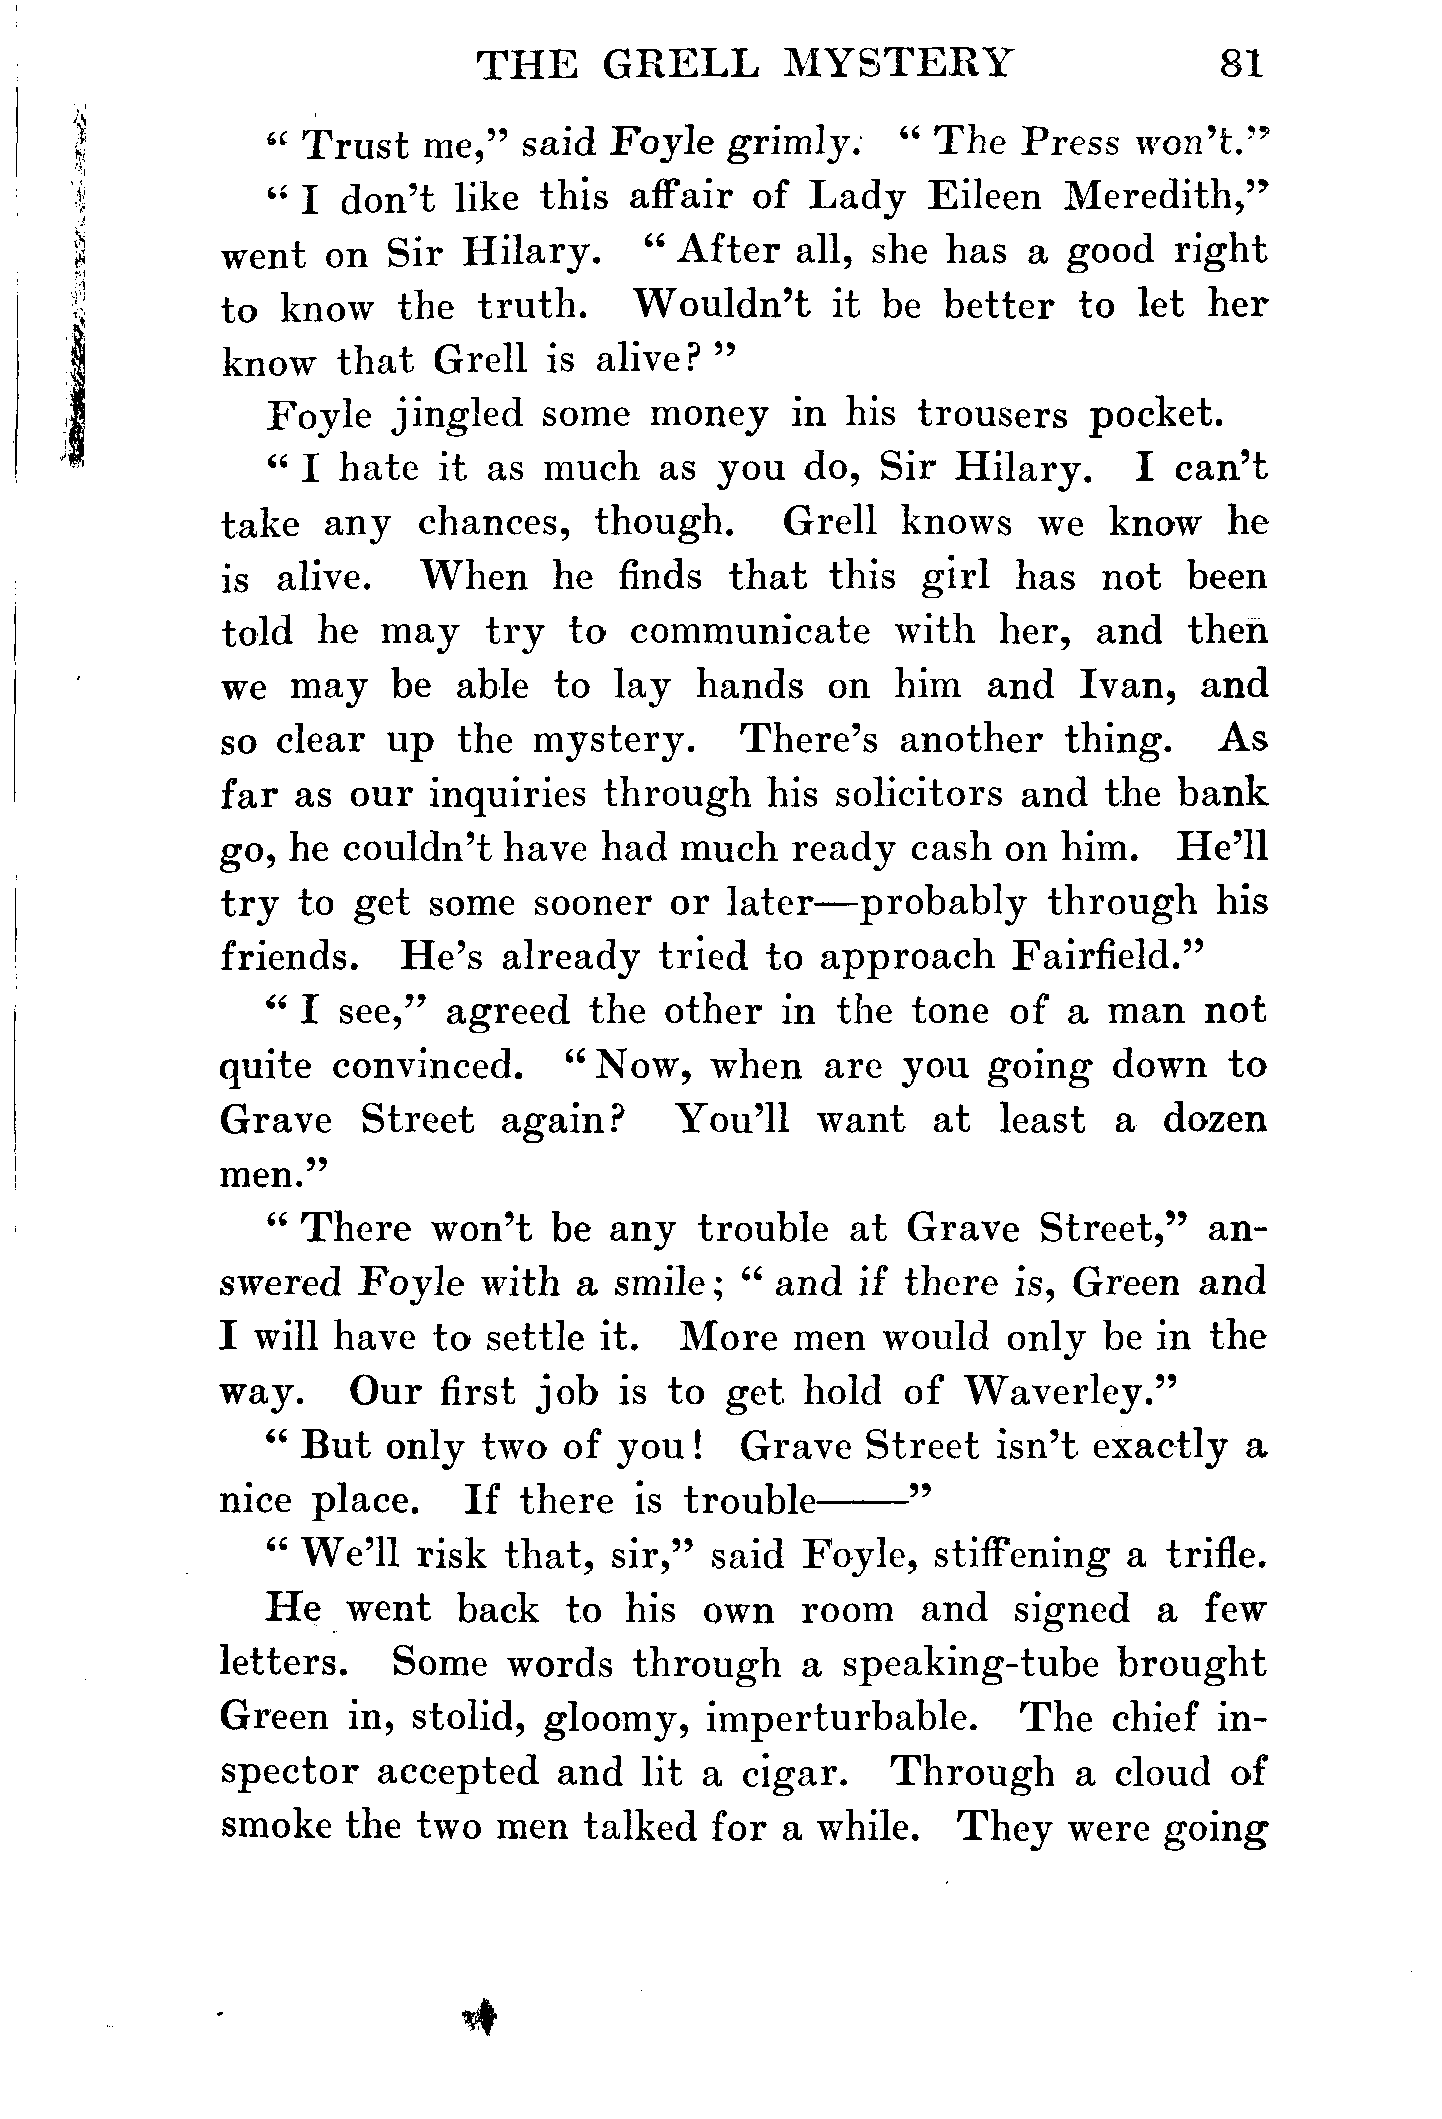 THE GRELL MYSTERY 81
“ Trust me,” said Foyle grimly. “ The Press won’t.”
“ I don’t like this affair of Lady Eileen Meredith,”
went on Sir Hilary. “ After all, she has a good right
to know the truth. Wouldn’t it be better to let her
know that Grell is alive? ”
Foyle jingled some money in his trousers pocket.
“ I hate it as much as you do, Sir Hilary. I can’t
take any chances, though. Grell knows we know he
is alive. When he finds that this girl has not been
told he may try to communicate with her, and then
we may be able to lay hands on him and Ivan, and
so clear up the mystery. There’s another thing. As
far as our inquiries through his solicitors and the bank
go, he couldn’t have had much ready cash on him. He’ll
try to get some sooner or later—probably through his
friends. He’s already tried to approach Fairfield.”
“ I see,” agreed the other in the tone of a man not
quite convinced. “ Now, when are you going down to
Grave Street again? You’ll want at least a dozen
men.”
“ There won’t be any trouble at Grave Street,” an-
swered Foyle with a smile; “ and if there is, Green and
I will have to settle it. More men would only be in the
way. Our first job is to get hold of Waverley.”
“ But only two of you! Grave Street isn’t exactly a
nice place. If there is trouble——”
“ We’ll risk that, sir,” said Foyle, stiffening a trifle.
He went back to his own room and signed a few
letters. Some words through a speaking-tube brought
Green in, stolid, gloomy, imperturbable. The chief in-
spector accepted and lit a cigar. Through a cloud of
smoke the two men talked for a while. They were going